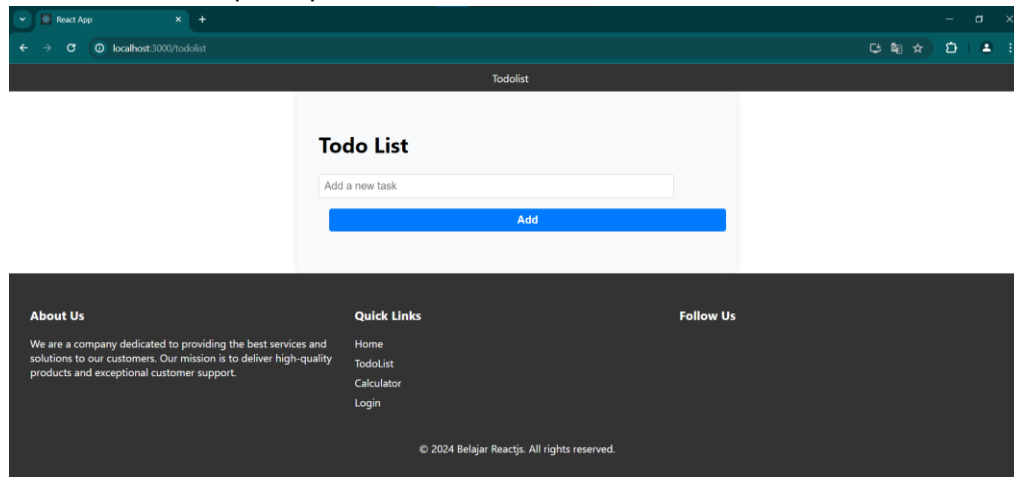 React App
localhost:3000/todolist
Todolist
Todo List
Add a new task
Add
About Us
We are a company dedicated to providing the best services and
solutions to our customers. Our mission is to deliver high-quality
products and exceptional customer support.
Quick Links
Home
TodoList
Calculator
Login
Follow Us
© 2024 Belajar Reactjs. All rights reserved.